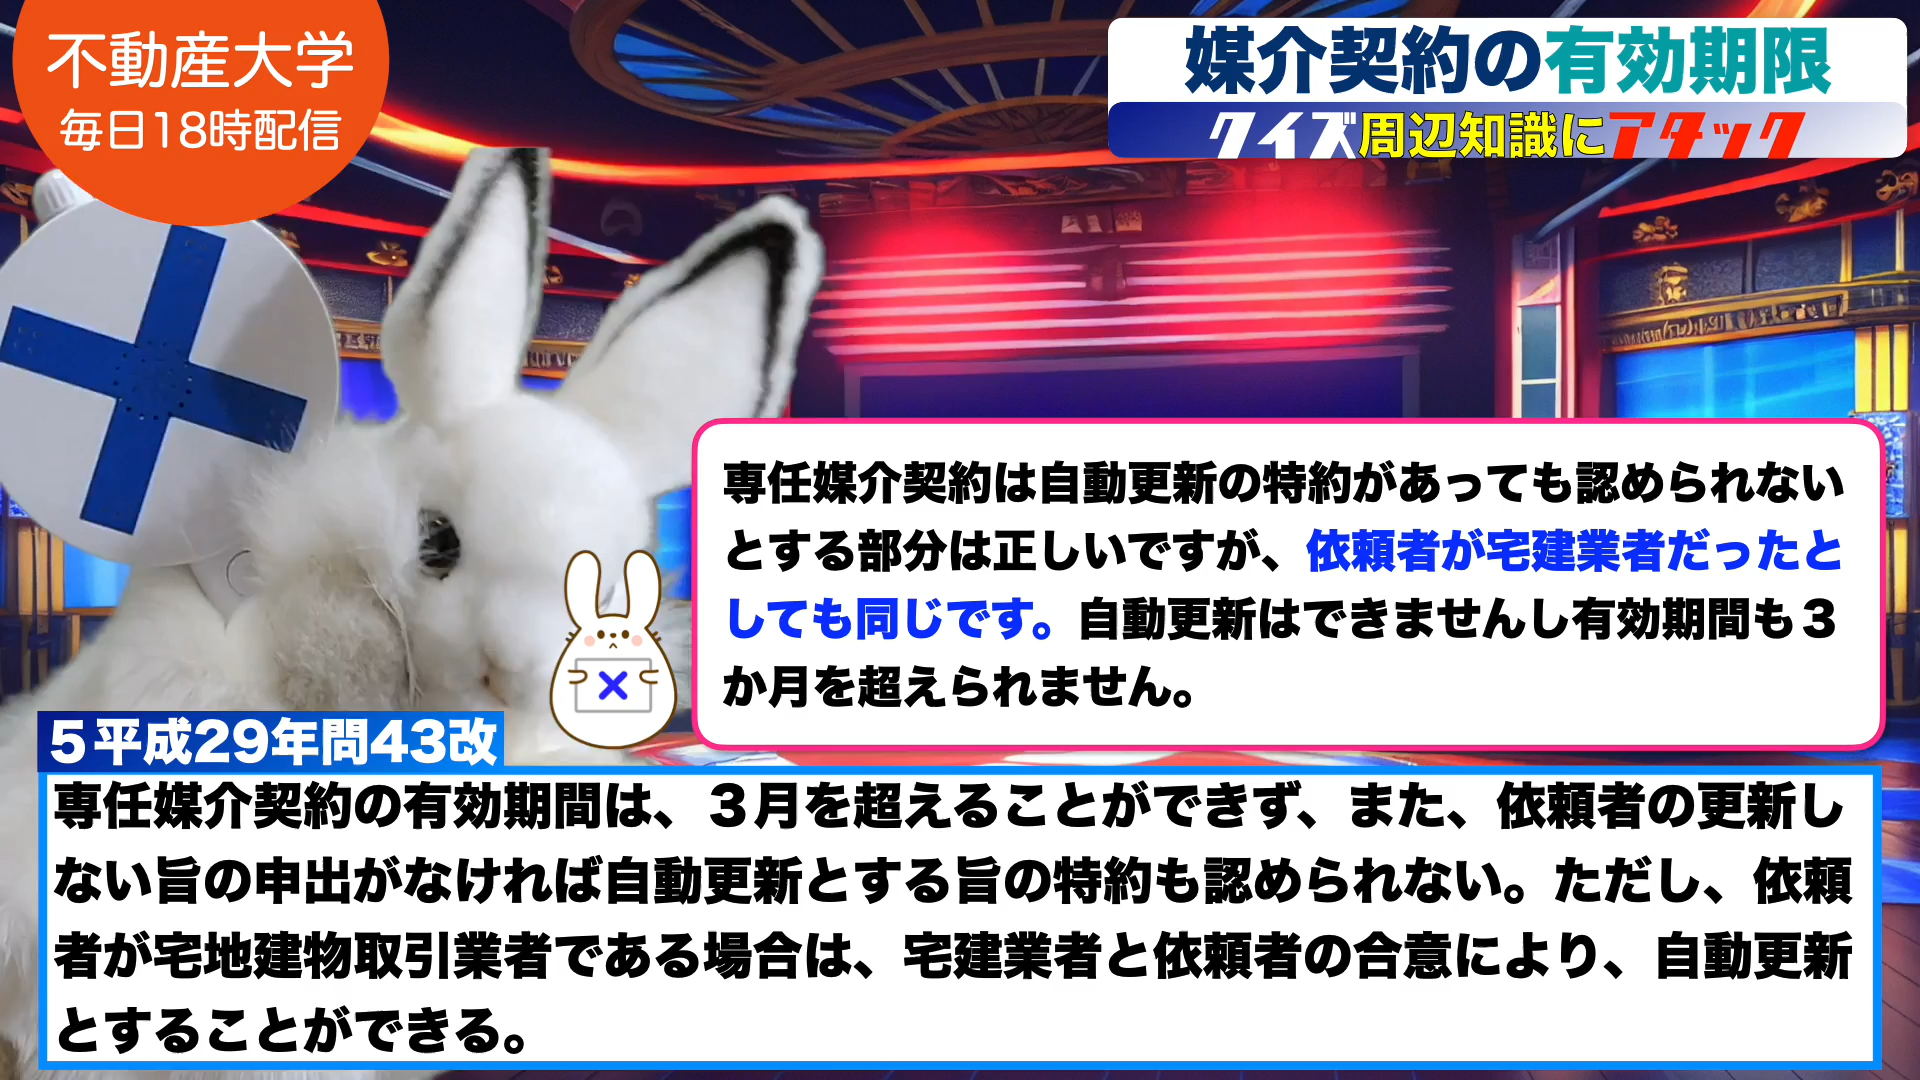 不動産大学
毎日18時配信
媒介契約の有効期限
クイズ周辺知識にアタック
専任媒介契約は自動更新の特約があっても認められない
とする部分は正しいですが、依頼者が宅建業者だったと
しても同じです。自動更新はできませんし有効期間も３
か月を超えられません。
５平成29年問43改
専任媒介契約の有効期間は、３月を超えることができず、また、依頼者の更新し
ない旨の申出がなければ自動更新とする旨の特約も認められない。ただし、依頼
者が宅地建物取引業者である場合は、宅建業者と依頼者の合意により、自動更新
とすることができる。